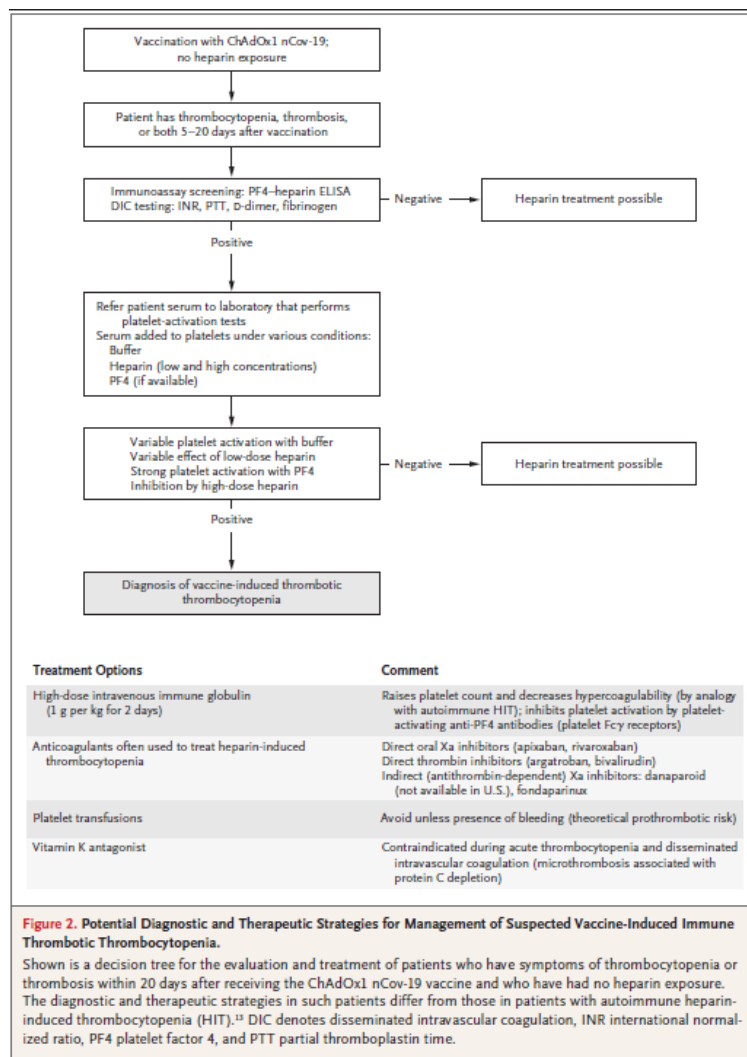 Vaccination with ChAdOx1 nCov-19;
no heparin exposure
Patient has thrombocytopenia, thrombosis,
or both 5–20 days after vaccination
Immunoassay screening: PF4–heparin ELISA
DIC testing: INR, PTT, D-dimer, fibrinogen
Negative
Heparin treatment possible
Positive
Refer patient serum to laboratory that performs
platelet-activation tests
Serum added to platelets under various conditions:
Buffer
Heparin (low and high concentrations)
PF4 (if available)
Variable platelet activation with buffer
Variable effect of low-dose heparin
Strong platelet activation with PF4
Inhibition by high-dose heparin
Negative
Heparin treatment possible
Positive
Diagnosis of vaccine-induced thrombotic
thrombocytopenia
Treatment Options Comment
High-dose intravenous immune globulin
(1 g per kg for 2 days)
Raises platelet count and decreases hypercoagulability (by analogy
with autoimmune HIT); inhibits platelet activation by platelet-
activating anti-PF4 antibodies (platelet Fcγ receptors)
Anticoagulants often used to treat heparin-induced
thrombocytopenia
Direct oral Xa inhibitors (apixaban, rivaroxaban)
Direct thrombin inhibitors (argatroban, bivalirudin)
Indirect (antithrombin-dependent) Xa inhibitors: danaparoid
(not available in U.S.), fondaparinux
Platelet transfusions
Avoid unless presence of bleeding (theoretical prothrombotic risk)
Vitamin K antagonist
Contraindicated during acute thrombocytopenia and disseminated
intravascular coagulation (microthrombosis associated with
protein C depletion)
Figure 2. Potential Diagnostic and Therapeutic Strategies for Management of Suspected Vaccine-Induced Immune
Thrombotic Thrombocytopenia.
Shown is a decision tree for the evaluation and treatment of patients who have symptoms of thrombocytopenia or
thrombosis within 20 days after receiving the ChAdOx1 nCov-19 vaccine and who have had no heparin exposure.
The diagnostic and therapeutic strategies in such patients differ from those in patients with autoimmune heparin-
induced thrombocytopenia (HIT).¹³ DIC denotes disseminated intravascular coagulation, INR international normal-
ized ratio, PF4 platelet factor 4, and PTT partial thromboplastin time.